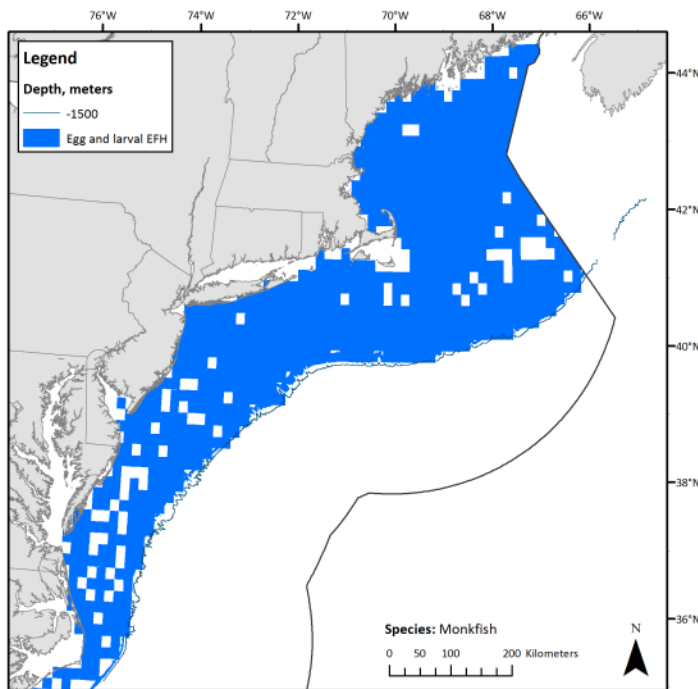 76°W 74°W 72°W 70°W 68°W 66°W
Legend
Depth, meters
-1500
Egg and larval EFH
44°N
42°N
40°N
38°N
36°N
Species: Monkfish
N
0 50 100 200 Kilometers